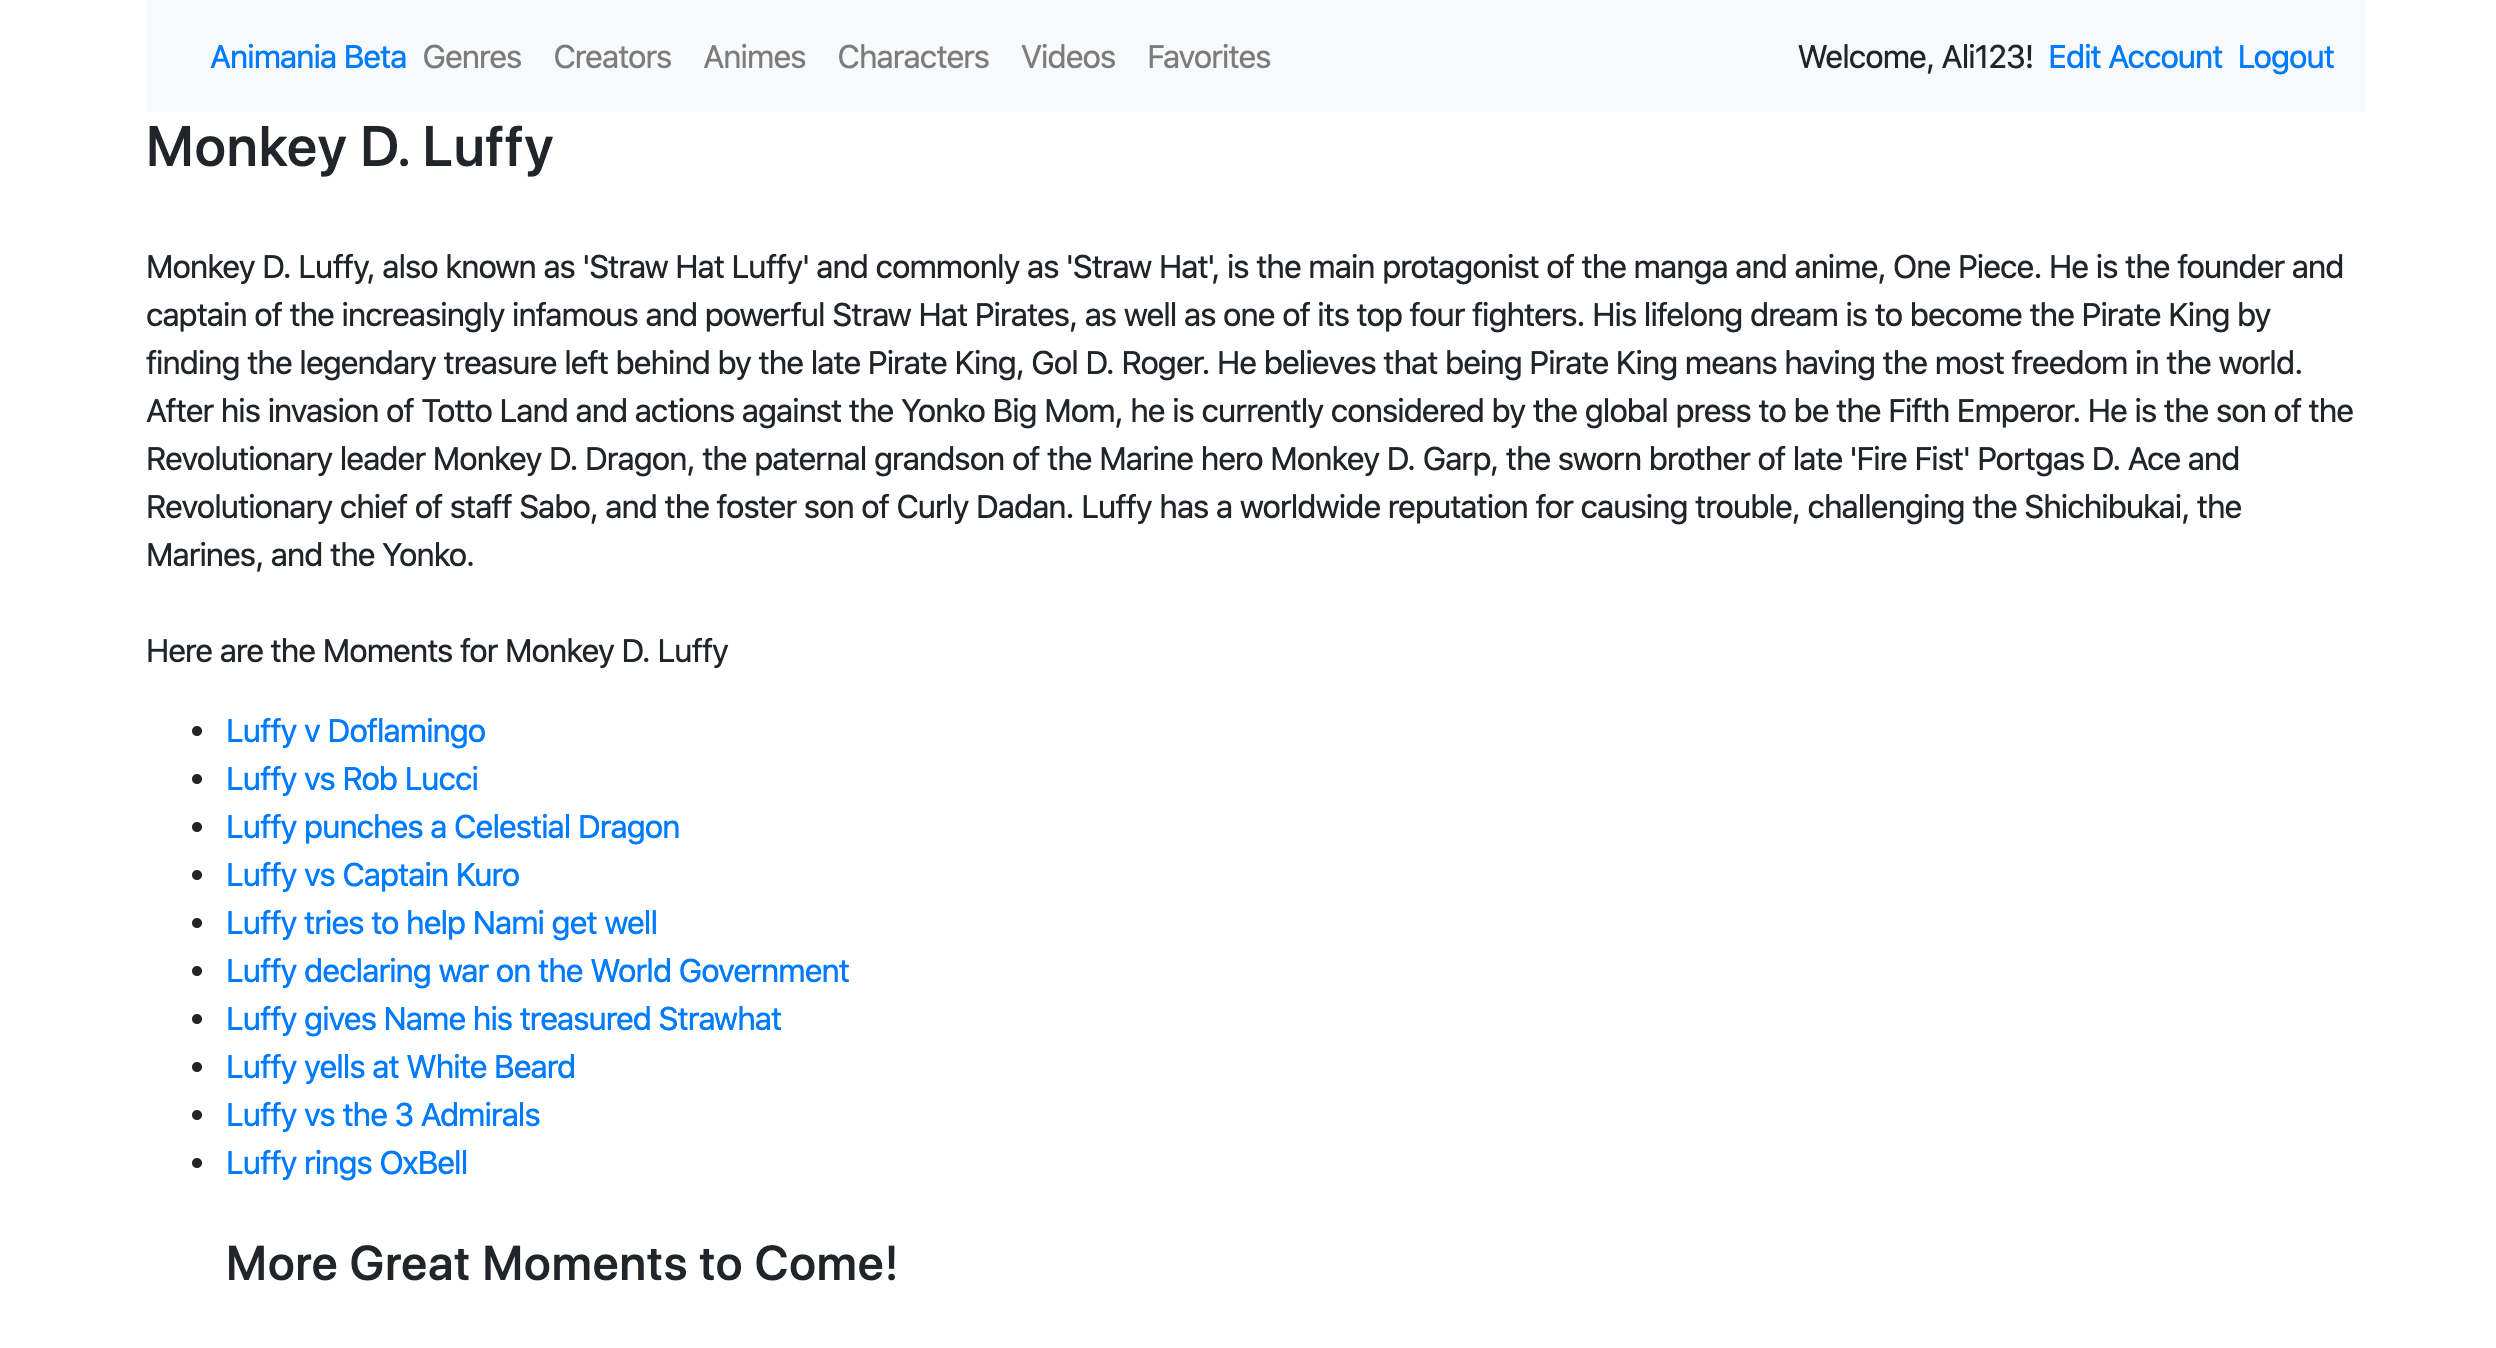 Animania Beta Genres Creators Animes Characters Videos Favorites Welcome, Ali123! Edit Account Logout
Monkey D. Luffy
Monkey D. Luffy, also known as 'Straw Hat Luffy' and commonly as 'Straw Hat', is the main protagonist of the manga and anime, One Piece. He is the founder and
captain of the increasingly infamous and powerful Straw Hat Pirates, as well as one of its top four fighters. His lifelong dream is to become the Pirate King by
finding the legendary treasure left behind by the late Pirate King, Gol D. Roger. He believes that being Pirate King means having the most freedom in the world.
After his invasion of Totto Land and actions against the Yonko Big Mom, he is currently considered by the global press to be the Fifth Emperor. He is the son of the
Revolutionary leader Monkey D. Dragon, the paternal grandson of the Marine hero Monkey D. Garp, the sworn brother of late 'Fire Fist' Portgas D. Ace and
Revolutionary chief of staff Sabo, and the foster son of Curly Dadan. Luffy has a worldwide reputation for causing trouble, challenging the Shichibukai, the
Marines, and the Yonko.
Here are the Moments for Monkey D. Luffy
• Luffy v Doflamingo
• Luffy vs Rob Lucci
• Luffy punches a Celestial Dragon
• Luffy vs Captain Kuro
• Luffy tries to help Nami get well
• Luffy declaring war on the World Government
• Luffy gives Name his treasured Strawhat
• Luffy yells at White Beard
• Luffy vs the 3 Admirals
• Luffy rings OxBell
More Great Moments to Come!